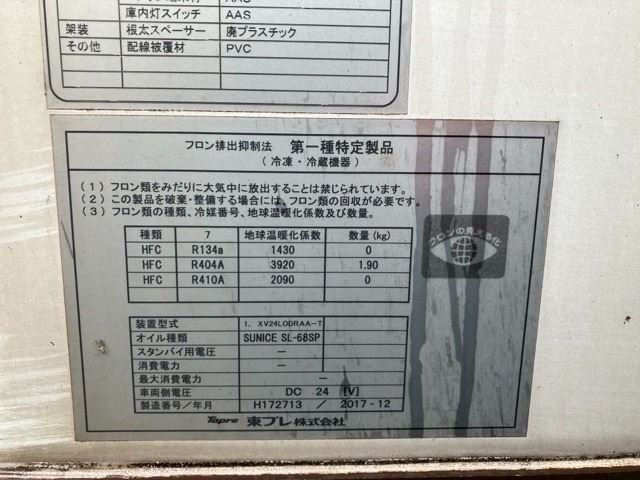 庫内灯スイッチ AAS
架装 根太スペーサー 廃プラスチック
その他 配線被覆材 PVC
フロン排出抑制法 第一種特定製品
(冷凍・冷蔵機器)
(1) フロン類をみだりに大気中に放出することは禁じられています。
(2) この製品を破棄・整備する場合には、フロン類の回収が必要です。
(3) フロン類の種類、冷媒番号、地球温暖化係数及び数量。
フロンの見える化
種類 7 地球温暖化係数 数量(kg)
HFC R134a 1430 0
HFC R404A 3920 1.90
HFC R410A 2090 0
装置型式 1. XV24LODRAA-T
オイル種類 SUNICE SL-68SP
スタンバイ用電圧 -
消費電力 -
最大消費電力 -
車両側電圧 DC 24 [V]
製造番号/年月 H172713 / 2017-12
Topre 東プレ株式会社